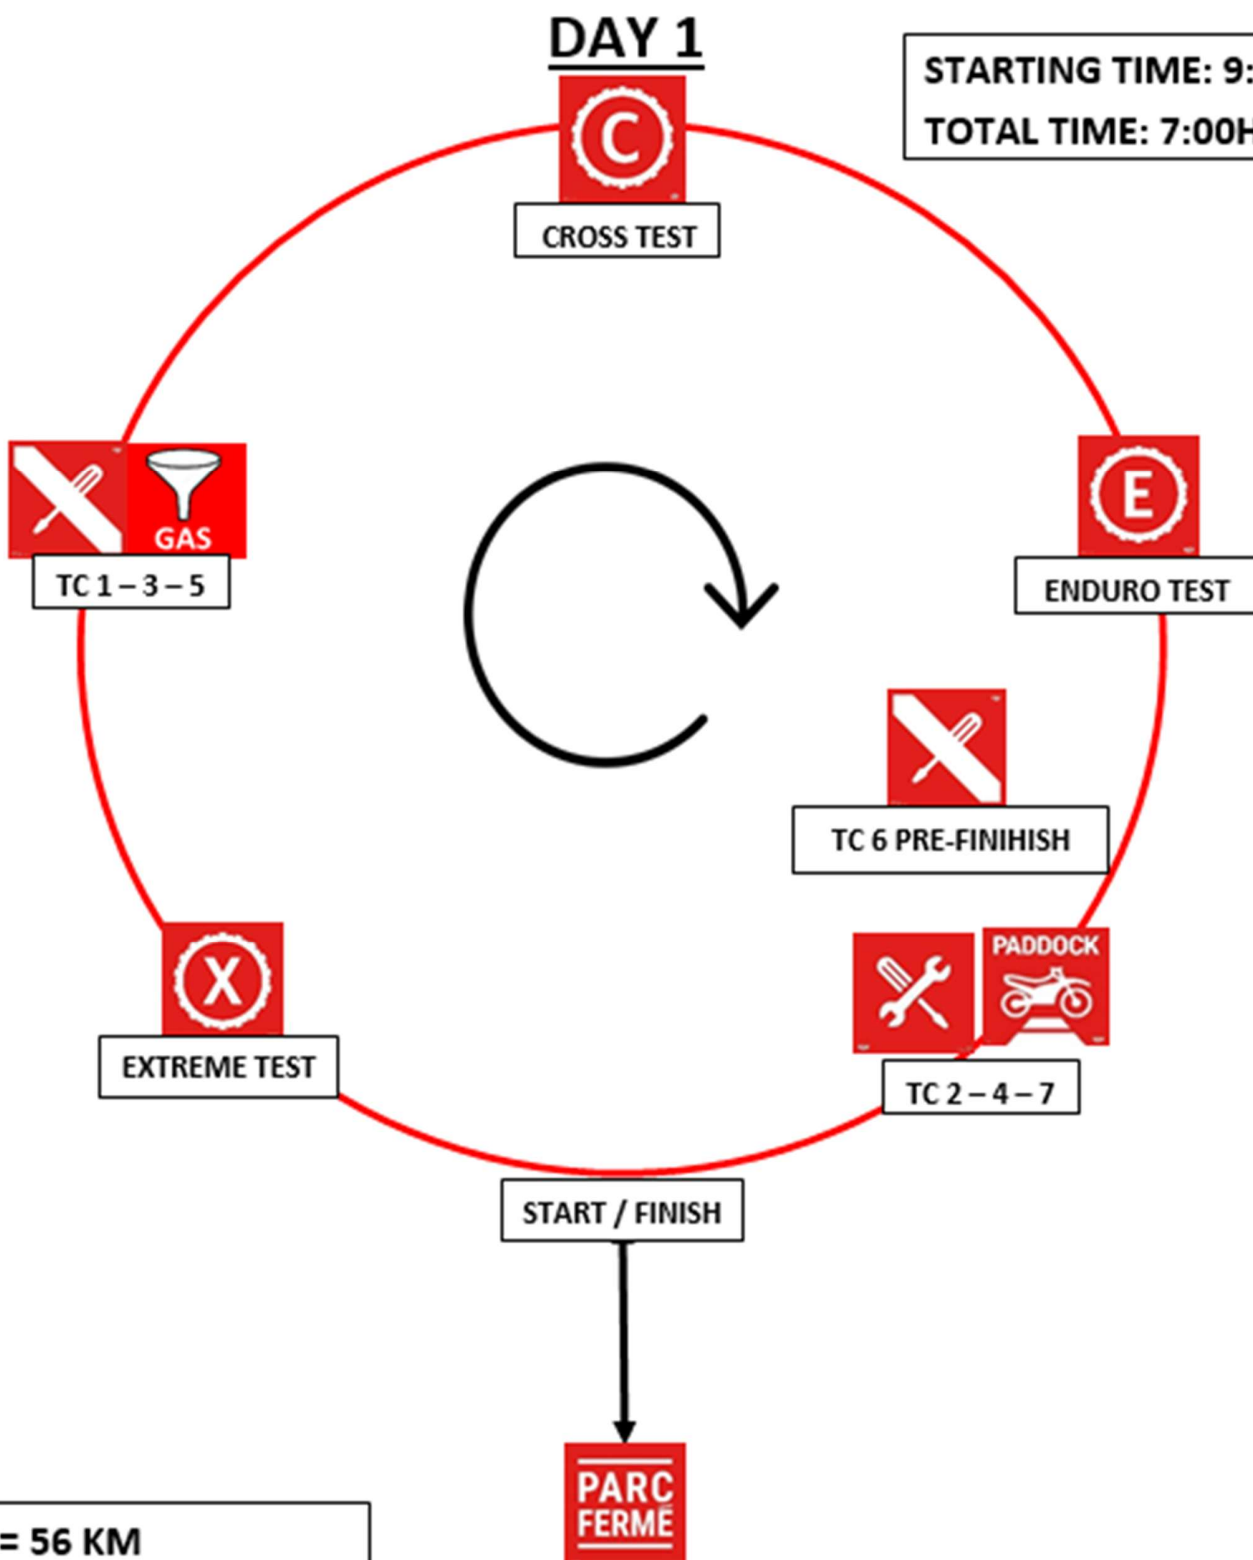 DAY 1
STARTING TIME: 9:
TOTAL TIME: 7:00H
C
CROSS TEST
GAS
TC 1 – 3 – 5
E
ENDURO TEST
TC 6 PRE-FINIHISH
X
EXTREME TEST
PADDOCK
TC 2 – 4 – 7
START / FINISH
PARC
FERMÉ
= 56 KM